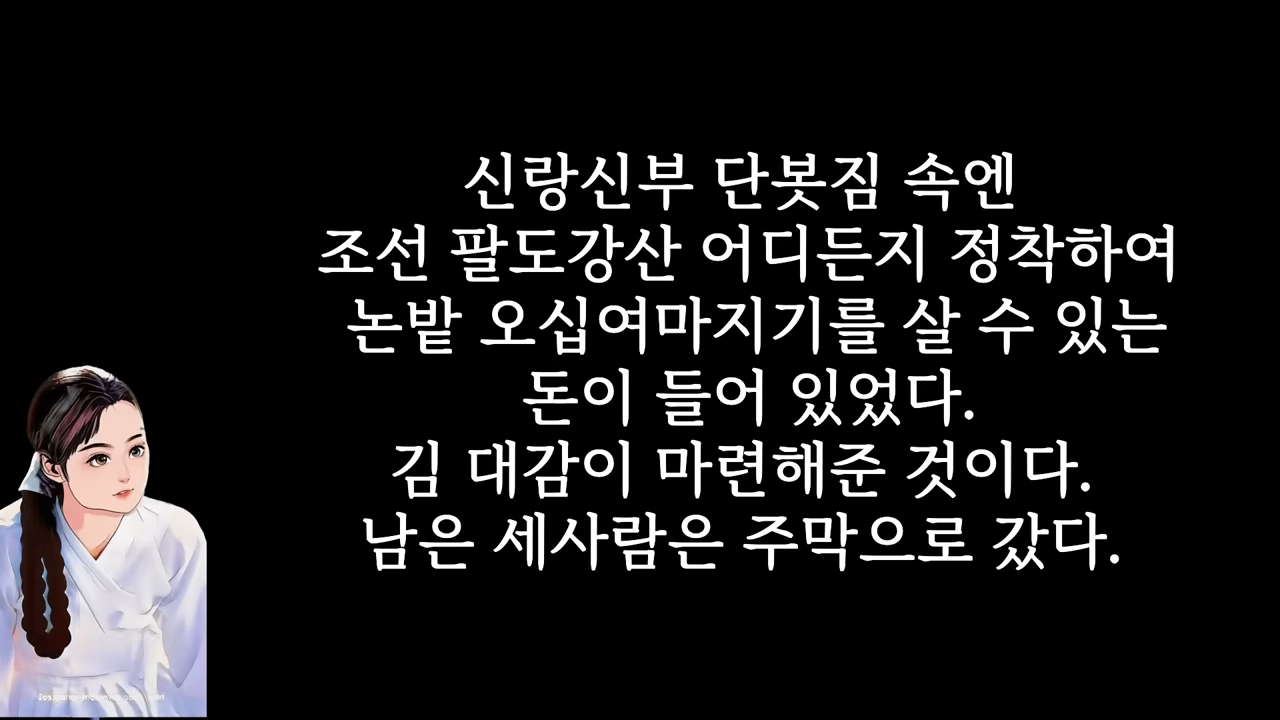 신랑신부 단봇짐 속엔
조선 팔도강산 어디든지 정착하여
논밭 오십여마지기를 살 수 있는
돈이 들어 있었다.
김 대감이 마련해준 것이다.
남은 세사람은 주막으로 갔다.